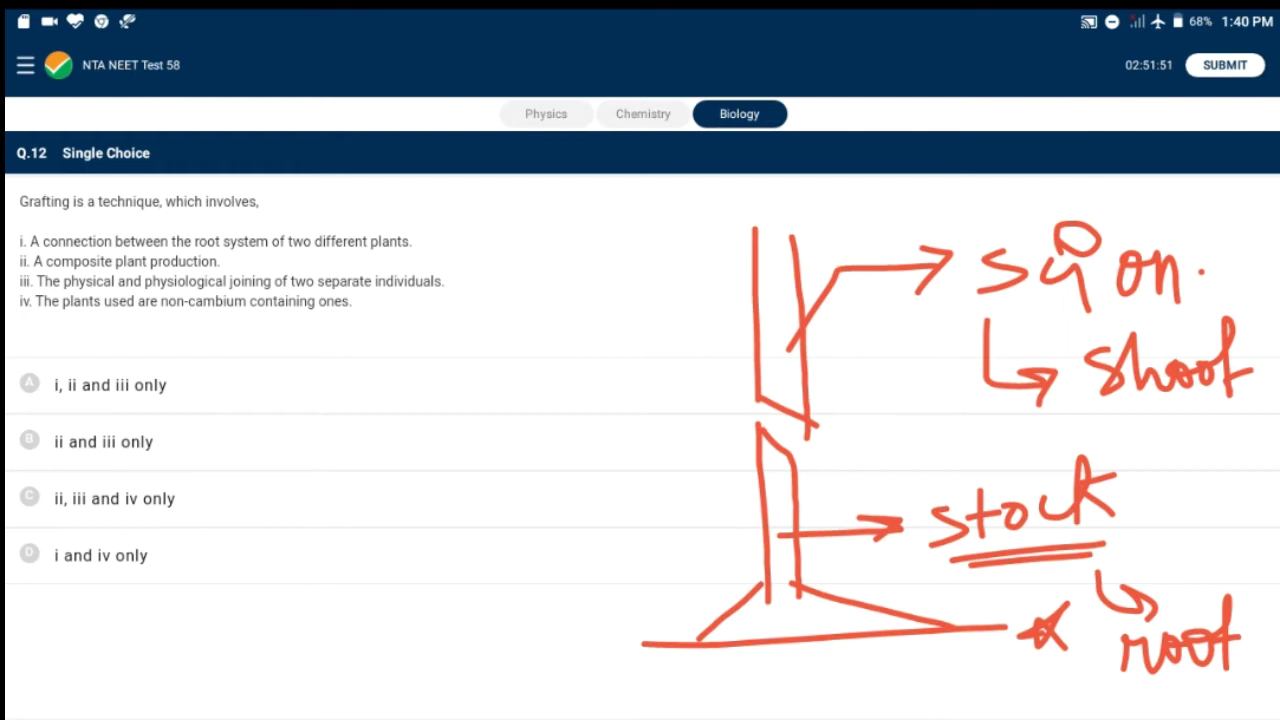 68% 1:40 PM
NTA NEET Test 58
02:51:51 SUBMIT
Physics Chemistry Biology
Q.12 Single Choice
Grafting is a technique, which involves,
i. A connection between the root system of two different plants.
ii. A composite plant production.
iii. The physical and physiological joining of two separate individuals.
iv. The plants used are non-cambium containing ones.
A i, ii and iii only
B ii and iii only
C ii, iii and iv only
D i and iv only
shoot
stock
root